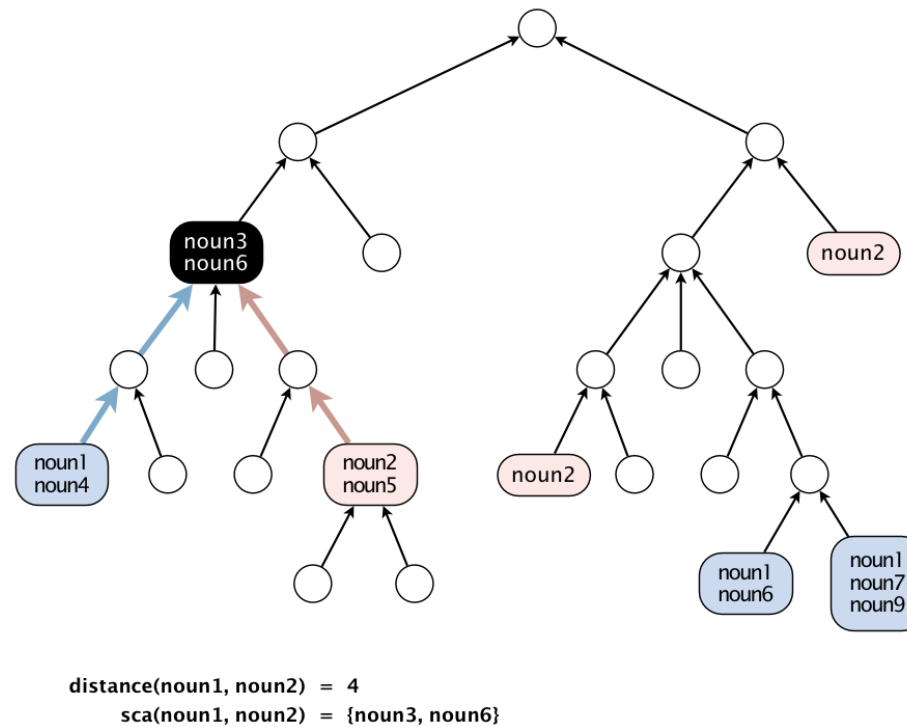 noun3
noun6
noun2
noun1
noun4
noun2
noun5
noun2
noun1
noun6
noun1
noun7
noun9
distance(noun1, noun2) = 4
sca(noun1, noun2) = {noun3, noun6}